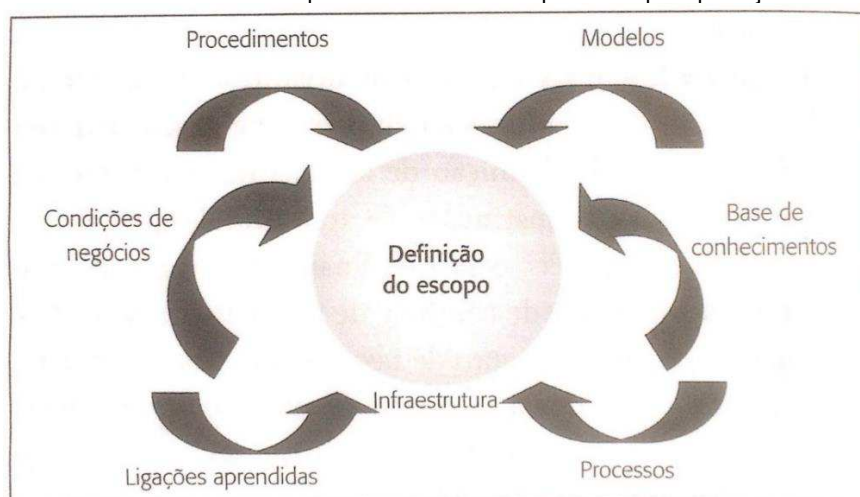 Procedimentos
Modelos
Condições de
negócios
Base de
conhecimentos
Definição
do escopo
Infraestrutura
Ligações aprendidas
Processos